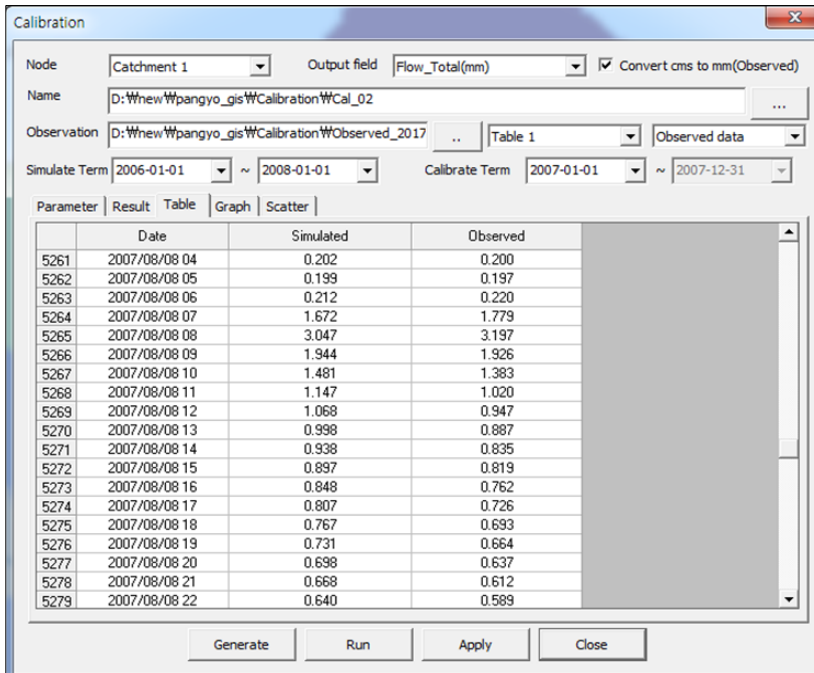 Calibration
Node Catchment 1 Output field Flow_Total(mm) Convert cms to mm(Observed)
Name D:₩new₩pangyo_gis₩Calibration₩Cal_02 ...
Observation D:₩new₩pangyo_gis₩Calibration₩Observed_2017 .. Table 1 Observed data
Simulate Term 2006-01-01 ~ 2008-01-01 Calibrate Term 2007-01-01 ~ 2007-12-31
Parameter Result Table Graph Scatter
Date Simulated Observed
5261 2007/08/08 04 0.202 0.200
5262 2007/08/08 05 0.199 0.197
5263 2007/08/08 06 0.212 0.220
5264 2007/08/08 07 1.672 1.779
5265 2007/08/08 08 3.047 3.197
5266 2007/08/08 09 1.944 1.926
5267 2007/08/08 10 1.481 1.383
5268 2007/08/08 11 1.147 1.020
5269 2007/08/08 12 1.068 0.947
5270 2007/08/08 13 0.998 0.887
5271 2007/08/08 14 0.938 0.835
5272 2007/08/08 15 0.897 0.819
5273 2007/08/08 16 0.848 0.762
5274 2007/08/08 17 0.807 0.726
5275 2007/08/08 18 0.767 0.693
5276 2007/08/08 19 0.731 0.664
5277 2007/08/08 20 0.698 0.637
5278 2007/08/08 21 0.668 0.612
5279 2007/08/08 22 0.640 0.589
Generate Run Apply Close